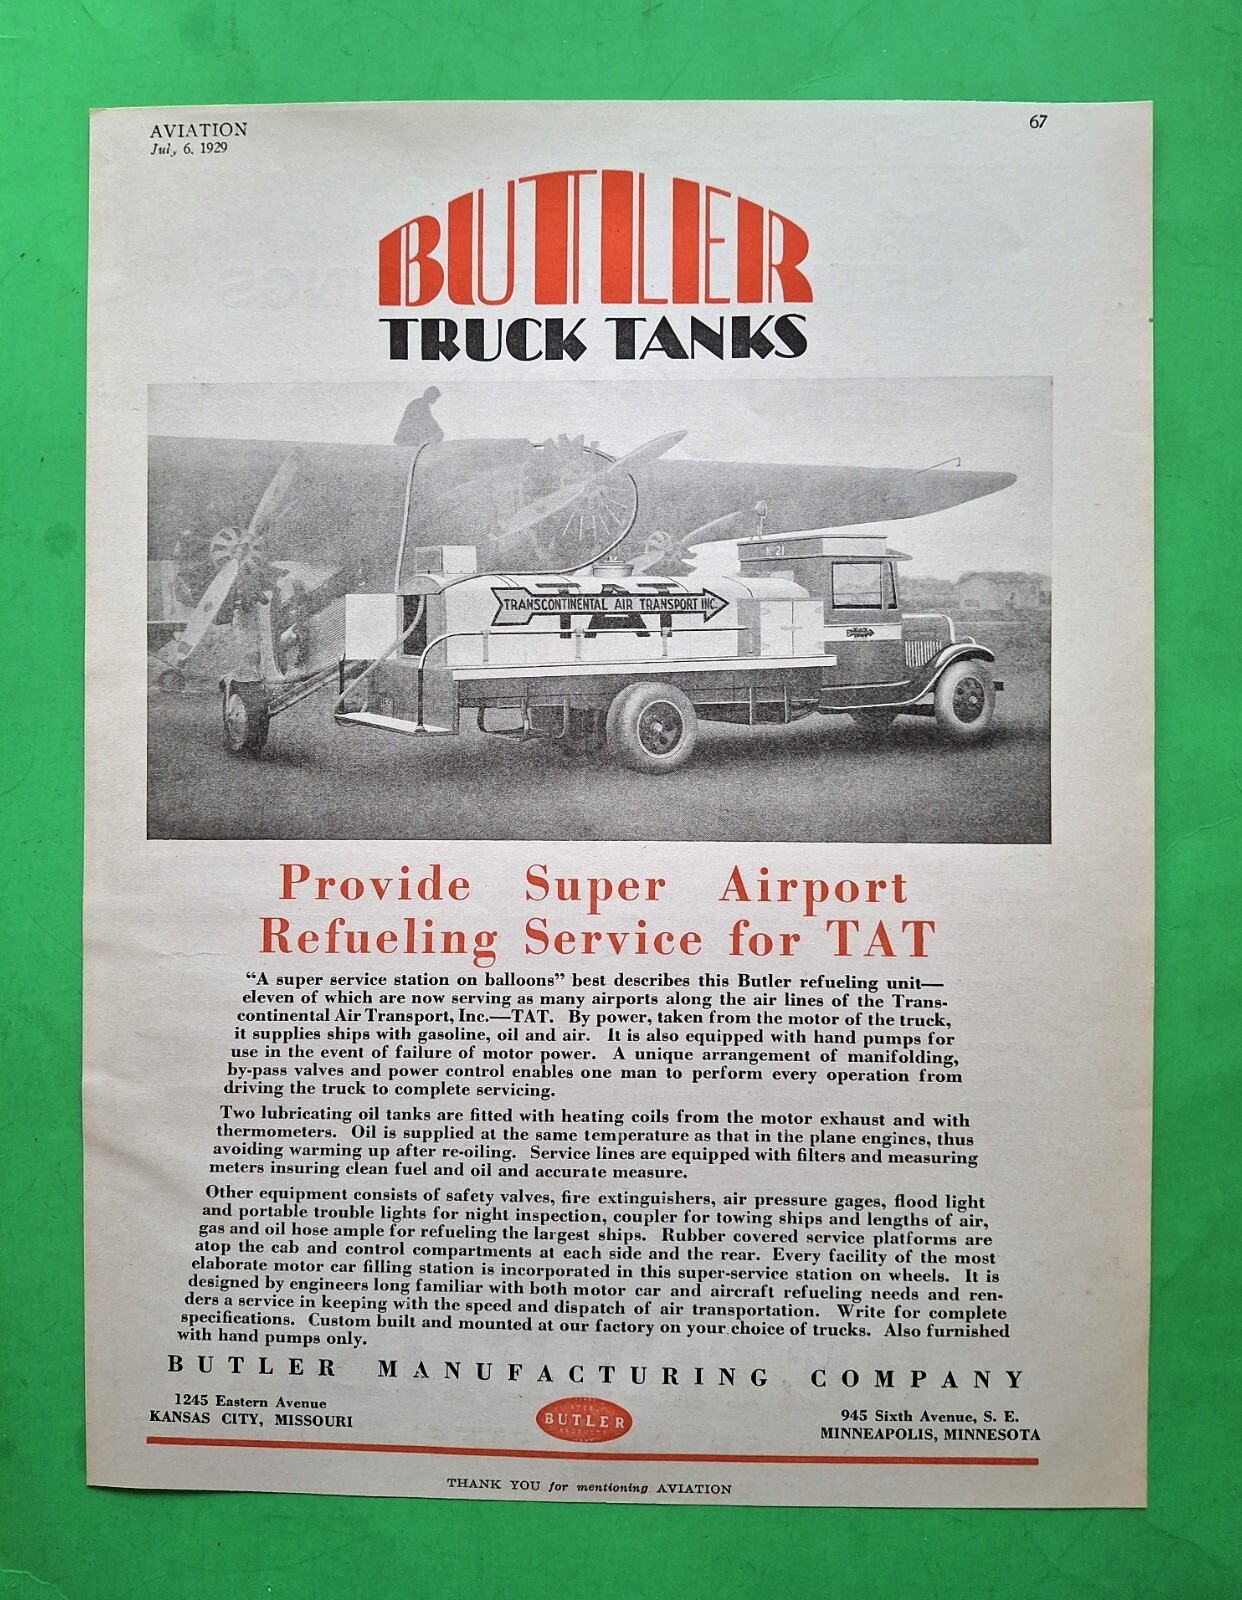 AVIATION
July 6, 1929
67
BUTLER
TRUCK TANKS
No 21
TAT
TRANSCONTINENTAL AIR TRANSPORT INC.
Provide Super Airport
Refueling Service for TAT
“A super service station on balloons” best describes this Butler refueling unit—
eleven of which are now serving as many airports along the air lines of the Trans-
continental Air Transport, Inc.—TAT. By power, taken from the motor of the truck,
it supplies ships with gasoline, oil and air. It is also equipped with hand pumps for
use in the event of failure of motor power. A unique arrangement of manifolding,
by-pass valves and power control enables one man to perform every operation from
driving the truck to complete servicing.
Two lubricating oil tanks are fitted with heating coils from the motor exhaust and with
thermometers. Oil is supplied at the same temperature as that in the plane engines, thus
avoiding warming up after re-oiling. Service lines are equipped with filters and measuring
meters insuring clean fuel and oil and accurate measure.
Other equipment consists of safety valves, fire extinguishers, air pressure gages, flood light
and portable trouble lights for night inspection, coupler for towing ships and lengths of air,
gas and oil hose ample for refueling the largest ships. Rubber covered service platforms are
atop the cab and control compartments at each side and the rear. Every facility of the most
elaborate motor car filling station is incorporated in this super-service station on wheels. It is
designed by engineers long familiar with both motor car and aircraft refueling needs and ren-
ders a service in keeping with the speed and dispatch of air transportation. Write for complete
specifications. Custom built and mounted at our factory on your choice of trucks. Also furnished
with hand pumps only.
BUTLER MANUFACTURING COMPANY
1245 Eastern Avenue
KANSAS CITY, MISSOURI
BUTLER
945 Sixth Avenue, S. E.
MINNEAPOLIS, MINNESOTA
THANK YOU for mentioning AVIATION